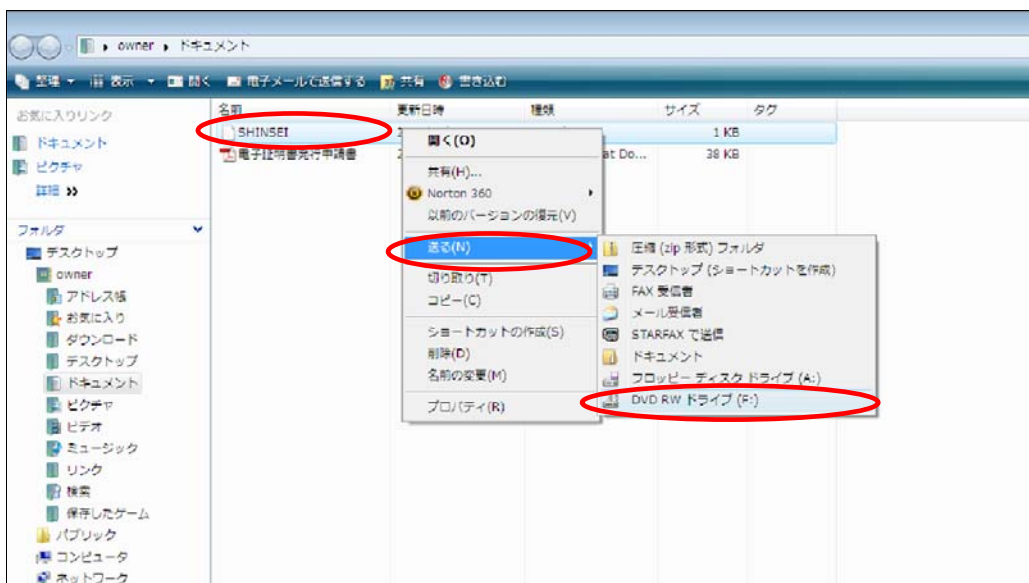 owner ▸ ドキュメント
整理 表示 開く 電子メールで送信する 共有 書き込む
お気に入りリンク
ドキュメント
ピクチャ
詳細 »
フォルダ
デスクトップ
owner
アドレス帳
お気に入り
ダウンロード
デスクトップ
ドキュメント
ピクチャ
ビデオ
ミュージック
リンク
検索
保存したゲーム
パブリック
コンピュータ
ネットワーク
名前 更新日時 種類 サイズ タグ
SHINSEI 1 KB
電子証明書発行申請書 2 at Do... 38 KB
開く(O)
共有(H)...
Norton 360
以前のバージョンの復元(V)
送る(N)
切り取り(T)
コピー(C)
ショートカットの作成(S)
削除(D)
名前の変更(M)
プロパティ(R)
圧縮 (zip 形式) フォルダ
デスクトップ (ショートカットを作成)
FAX 受信者
メール受信者
STARFAX で送信
ドキュメント
フロッピー ディスク ドライブ (A:)
DVD RW ドライブ (F:)